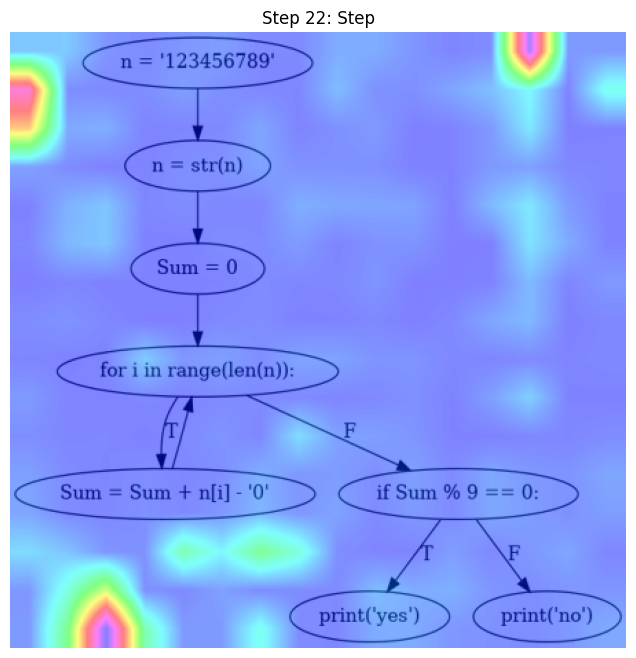 Step 22: Step
n = '123456789'
n = str(n)
Sum = 0
for i in range(len(n)):
T
F
Sum = Sum + n[i] - '0'
if Sum % 9 == 0:
T
F
print('yes')
print('no')